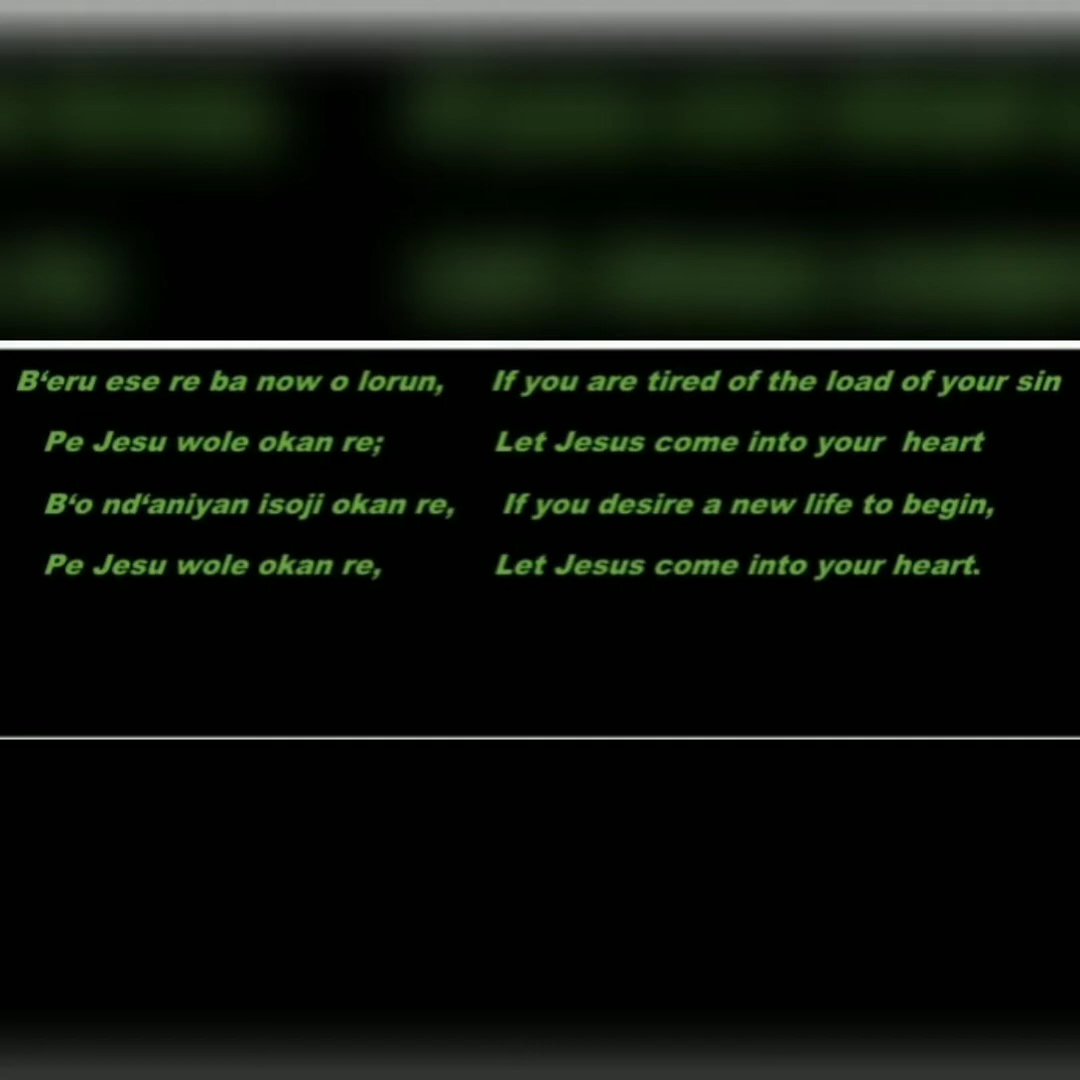 B‘eru ese re ba now o lorun,
Pe Jesu wole okan re;
B‘o nd‘aniyan isoji okan re,
Pe Jesu wole okan re,
If you are tired of the load of your sin
Let Jesus come into your heart
If you desire a new life to begin,
Let Jesus come into your heart.